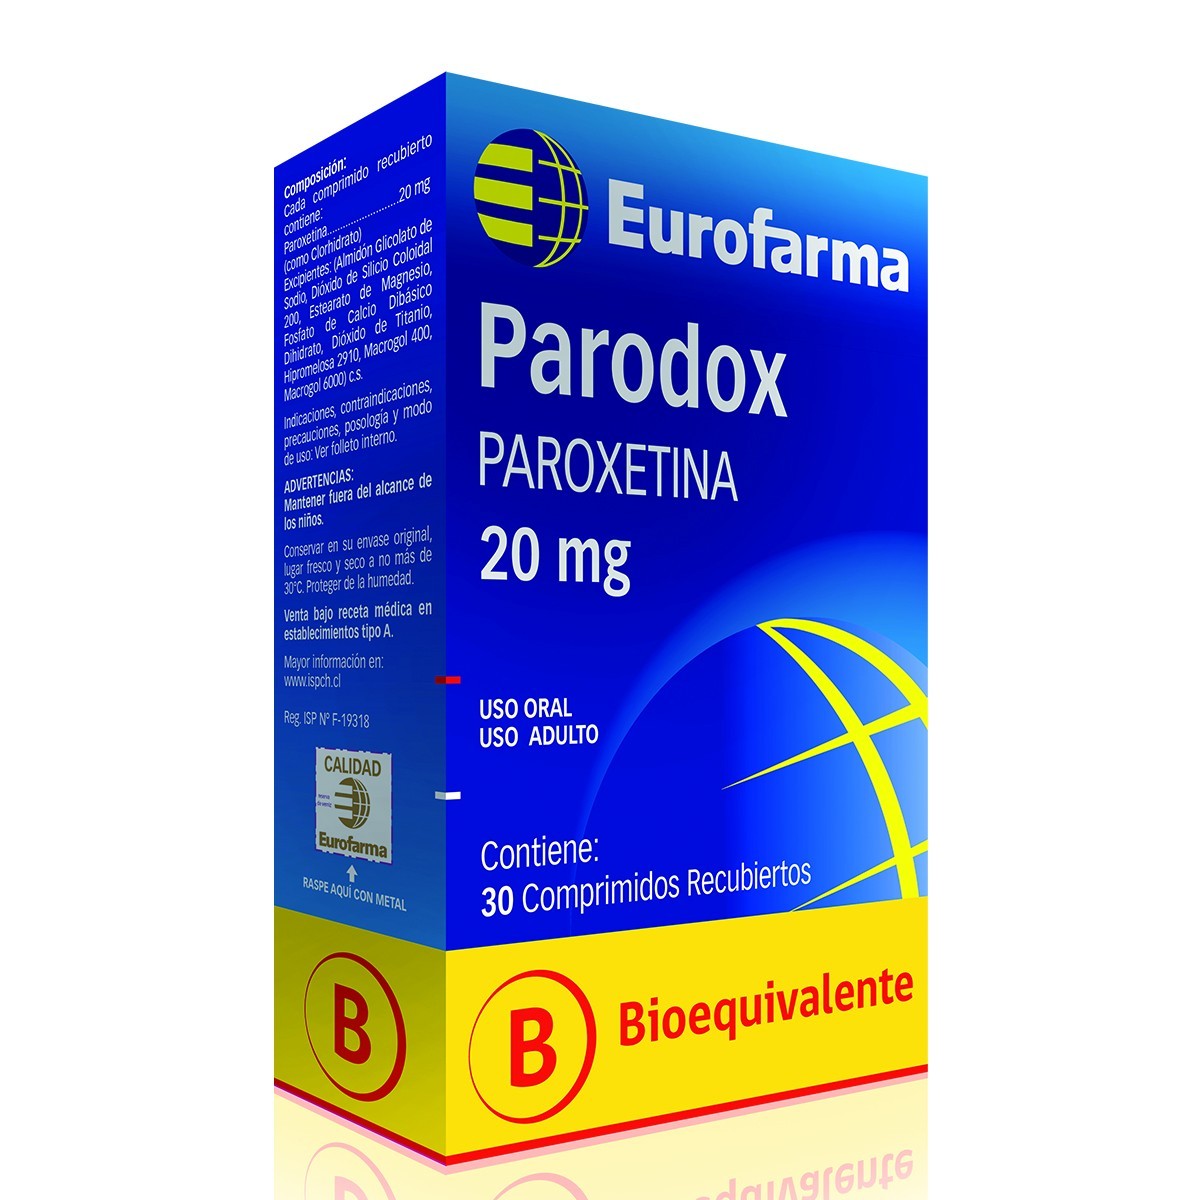 Composición:
Cada comprimido recubierto
contiene:
Paroxetina........................20 mg
(como Clorhidrato)
Excipientes: (Almidón Glicolato de
Sodio, Dióxido de Silicio Coloidal
200, Estearato de Magnesio,
Fosfato de Calcio Dibásico
Dihidrato, Dióxido de Titanio,
Hipromelosa 2910, Macrogol 400,
Macrogol 6000) c.s.
Indicaciones, contraindicaciones,
precauciones, posología y modo
de uso: Ver folleto interno.
ADVERTENCIAS:
Mantener fuera del alcance de
los niños.
Conservar en su envase original,
lugar fresco y seco a no más de
30°C. Proteger de la humedad.
Venta bajo receta médica en
establecimientos tipo A.
Mayor información en:
www.ispch.cl
Reg. ISP Nº F-19318
CALIDAD
Eurofarma
RASPE AQUÍ CON METAL
B
Eurofarma
Parodox
PAROXETINA
20 mg
USO ORAL
USO ADULTO
Contiene:
30 Comprimidos Recubiertos
B Bioequivalente